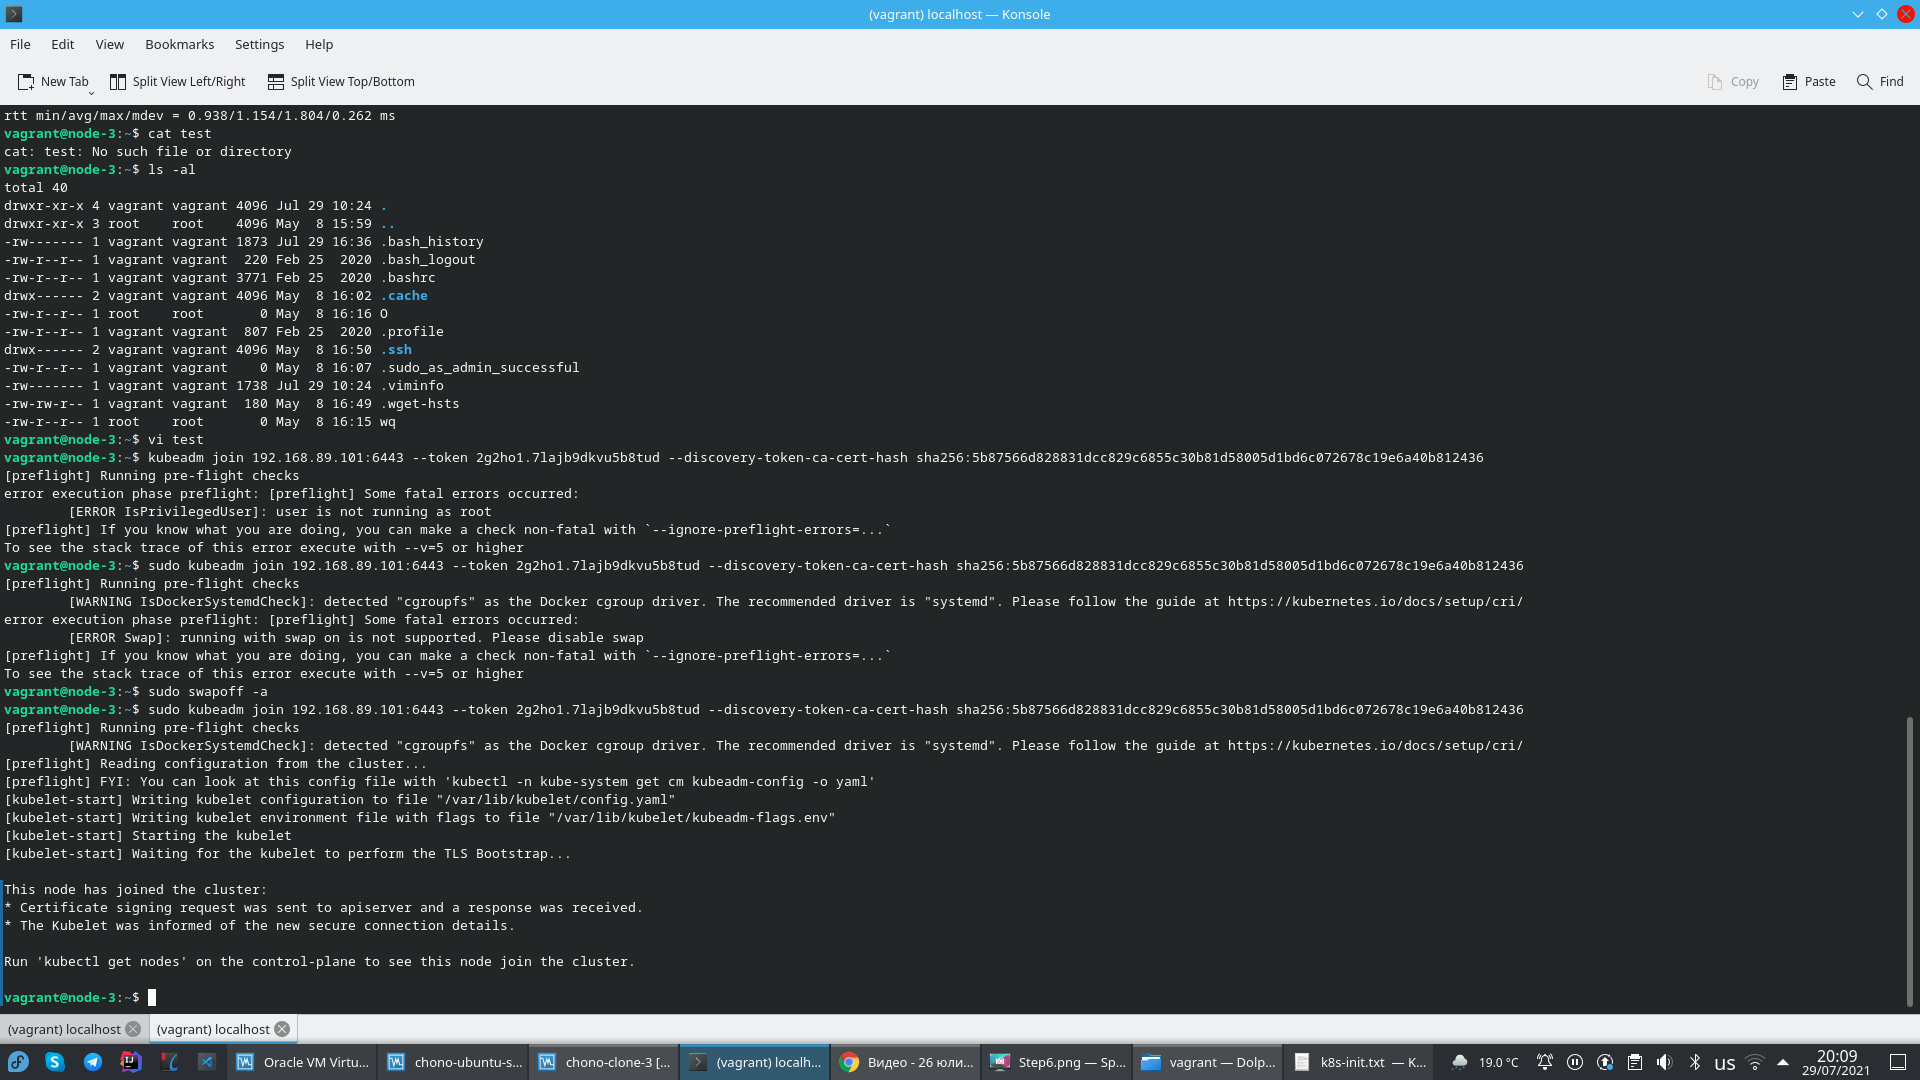 (vagrant) localhost — Konsole
File Edit View Bookmarks Settings Help
New Tab Split View Left/Right Split View Top/Bottom Copy Paste Find
rtt min/avg/max/mdev = 0.938/1.154/1.804/0.262 ms
vagrant@node-3:~$ cat test
cat: test: No such file or directory
vagrant@node-3:~$ ls -al
total 40
drwxr-xr-x 4 vagrant vagrant 4096 Jul 29 10:24 .
drwxr-xr-x 3 root    root    4096 May  8 15:59 ..
-rw------- 1 vagrant vagrant 1873 Jul 29 16:36 .bash_history
-rw-r--r-- 1 vagrant vagrant  220 Feb 25  2020 .bash_logout
-rw-r--r-- 1 vagrant vagrant 3771 Feb 25  2020 .bashrc
drwx------ 2 vagrant vagrant 4096 May  8 16:02 .cache
-rw-r--r-- 1 root    root       0 May  8 16:16 O
-rw-r--r-- 1 vagrant vagrant  807 Feb 25  2020 .profile
drwx------ 2 vagrant vagrant 4096 May  8 16:50 .ssh
-rw-r--r-- 1 vagrant vagrant    0 May  8 16:07 .sudo_as_admin_successful
-rw------- 1 vagrant vagrant 1738 Jul 29 10:24 .viminfo
-rw-rw-r-- 1 vagrant vagrant  180 May  8 16:49 .wget-hsts
-rw-r--r-- 1 root    root       0 May  8 16:15 wq
vagrant@node-3:~$ vi test
vagrant@node-3:~$ kubeadm join 192.168.89.101:6443 --token 2g2ho1.7lajb9dkvu5b8tud --discovery-token-ca-cert-hash sha256:5b87566d828831dcc829c6855c30b81d58005d1bd6c072678c19e6a40b812436
[preflight] Running pre-flight checks
error execution phase preflight: [preflight] Some fatal errors occurred:
        [ERROR IsPrivilegedUser]: user is not running as root
[preflight] If you know what you are doing, you can make a check non-fatal with `--ignore-preflight-errors=...`
To see the stack trace of this error execute with --v=5 or higher
vagrant@node-3:~$ sudo kubeadm join 192.168.89.101:6443 --token 2g2ho1.7lajb9dkvu5b8tud --discovery-token-ca-cert-hash sha256:5b87566d828831dcc829c6855c30b81d58005d1bd6c072678c19e6a40b812436
[preflight] Running pre-flight checks
        [WARNING IsDockerSystemdCheck]: detected "cgroupfs" as the Docker cgroup driver. The recommended driver is "systemd". Please follow the guide at https://kubernetes.io/docs/setup/cri/
error execution phase preflight: [preflight] Some fatal errors occurred:
        [ERROR Swap]: running with swap on is not supported. Please disable swap
[preflight] If you know what you are doing, you can make a check non-fatal with `--ignore-preflight-errors=...`
To see the stack trace of this error execute with --v=5 or higher
vagrant@node-3:~$ sudo swapoff -a
vagrant@node-3:~$ sudo kubeadm join 192.168.89.101:6443 --token 2g2ho1.7lajb9dkvu5b8tud --discovery-token-ca-cert-hash sha256:5b87566d828831dcc829c6855c30b81d58005d1bd6c072678c19e6a40b812436
[preflight] Running pre-flight checks
        [WARNING IsDockerSystemdCheck]: detected "cgroupfs" as the Docker cgroup driver. The recommended driver is "systemd". Please follow the guide at https://kubernetes.io/docs/setup/cri/
[preflight] Reading configuration from the cluster...
[preflight] FYI: You can look at this config file with 'kubectl -n kube-system get cm kubeadm-config -o yaml'
[kubelet-start] Writing kubelet configuration to file "/var/lib/kubelet/config.yaml"
[kubelet-start] Writing kubelet environment file with flags to file "/var/lib/kubelet/kubeadm-flags.env"
[kubelet-start] Starting the kubelet
[kubelet-start] Waiting for the kubelet to perform the TLS Bootstrap...
This node has joined the cluster:
* Certificate signing request was sent to apiserver and a response was received.
* The Kubelet was informed of the new secure connection details.
Run 'kubectl get nodes' on the control-plane to see this node join the cluster.
vagrant@node-3:~$
(vagrant) localhost (vagrant) localhost
Oracle VM Virtu... chono-ubuntu-s... chono-clone-3 [... (vagrant) localh... Видео - 26 юли... Step6.png — Sp... vagrant — Dolp... k8s-init.txt — K... 19.0 °C us 20:09
29/07/2021